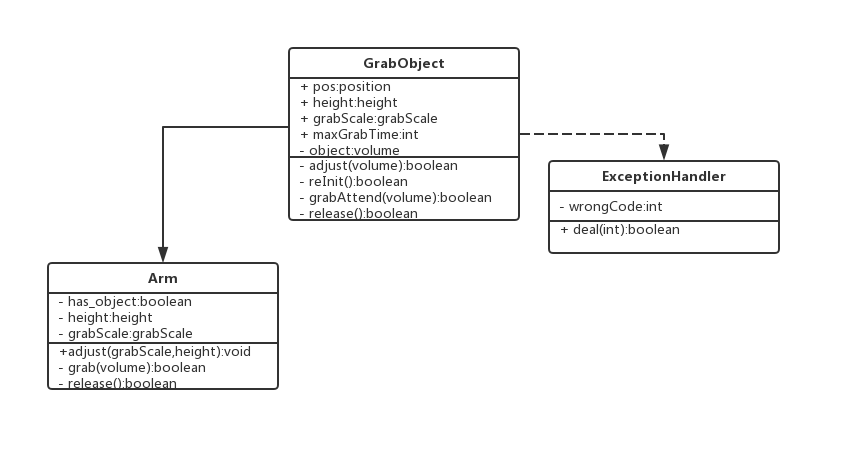 GrabObject
+ pos:position
+ height:height
+ grabScale:grabScale
+ maxGrabTime:int
- object:volume
- adjust(volume):boolean
- reInit():boolean
- grabAttend(volume):boolean
- release():boolean
ExceptionHandler
- wrongCode:int
+ deal(int):boolean
Arm
- has_object:boolean
- height:height
- grabScale:grabScale
+adjust(grabScale,height):void
- grab(volume):boolean
- release():boolean